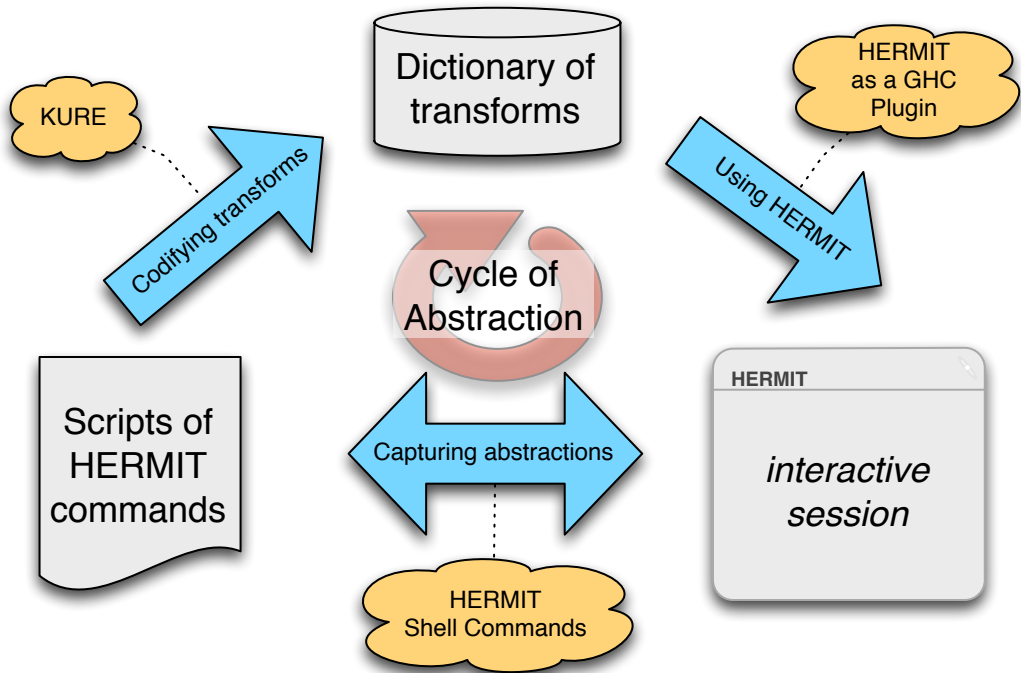 Dictionary of
transforms
HERMIT
as a GHC
Plugin
KURE
Codifying transforms
Using HERMIT
Cycle of
Abstraction
Scripts of
HERMIT
commands
Capturing abstractions
HERMIT
interactive
session
HERMIT
Shell Commands